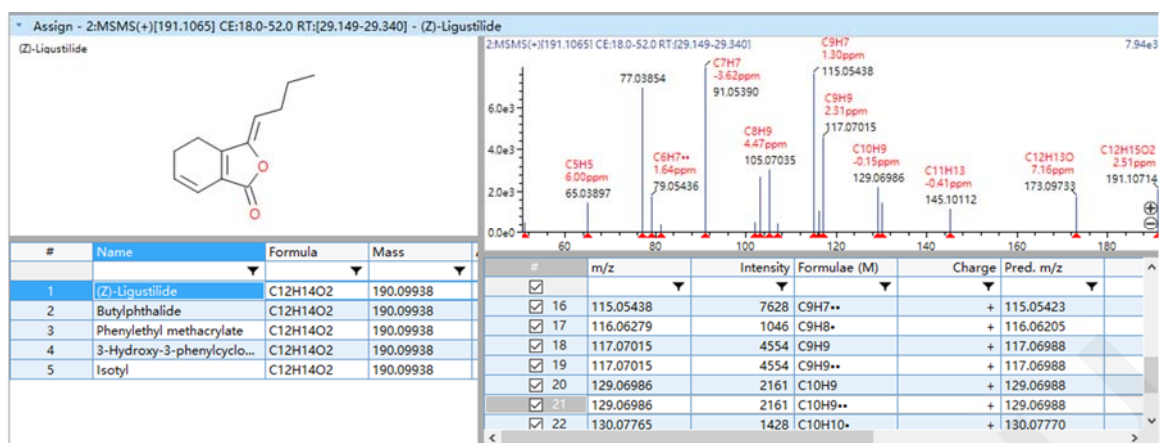 Assign - 2:MSMS(+)[191.1065] CE:18.0-52.0 RT:[29.149-29.340] - (Z)-Ligustilide
(Z)-Ligustilide
O
O
2:MSMS(+)[191.1065] CE:18.0-52.0 RT:[29.149-29.340]
7.94e3
6.0e3
4.0e3
2.0e3
0.0e0
C5H5
6.00ppm
65.03897
77.03854
C6H7••
1.64ppm
79.05436
C7H7
-3.62ppm
91.05390
C8H9
4.47ppm
105.07035
C9H7
1.30ppm
115.05438
C9H9
2.31ppm
117.07015
C10H9
-0.15ppm
129.06986
C11H13
-0.41ppm
145.10112
C12H13O
7.16ppm
173.09733
C12H15O2
2.51ppm
191.10714
60 80 100 120 140 160 180
# Name Formula Mass
1 (Z)-Ligustilide C12H14O2 190.09938
2 Butylphthalide C12H14O2 190.09938
3 Phenylethyl methacrylate C12H14O2 190.09938
4 3-Hydroxy-3-phenylcyclo... C12H14O2 190.09938
5 Isotyl C12H14O2 190.09938
# m/z Intensity Formulae (M) Charge Pred. m/z
16 115.05438 7628 C9H7•• + 115.05423
17 116.06279 1046 C9H8• + 116.06205
18 117.07015 4554 C9H9 + 117.06988
19 117.07015 4554 C9H9•• + 117.06988
20 129.06986 2161 C10H9 + 129.06988
21 129.06986 2161 C10H9•• + 129.06988
22 130.07765 1428 C10H10• + 130.07770